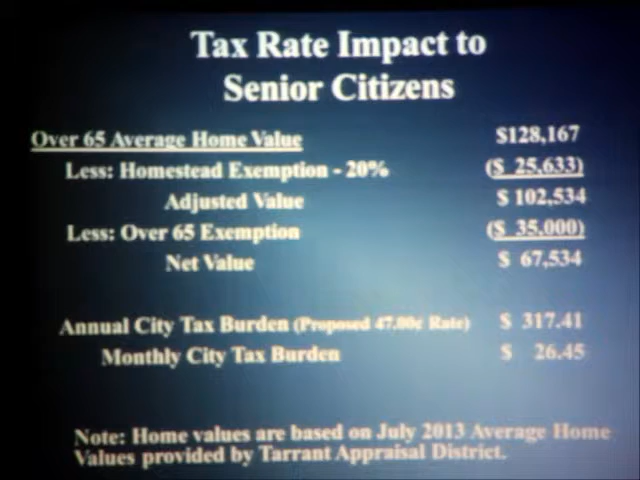 Tax Rate Impact to
Senior Citizens
Over 65 Average Home Value $128,167
Less: Homestead Exemption - 20% ($ 25,633)
Adjusted Value $ 102,534
Less: Over 65 Exemption ($ 35,000)
Net Value $ 67,534
Annual City Tax Burden (Proposed 47.00¢ Rate) $ 317.41
Monthly City Tax Burden $ 26.45
Note: Home values are based on July 2013 Average Home
Values provided by Tarrant Appraisal District.